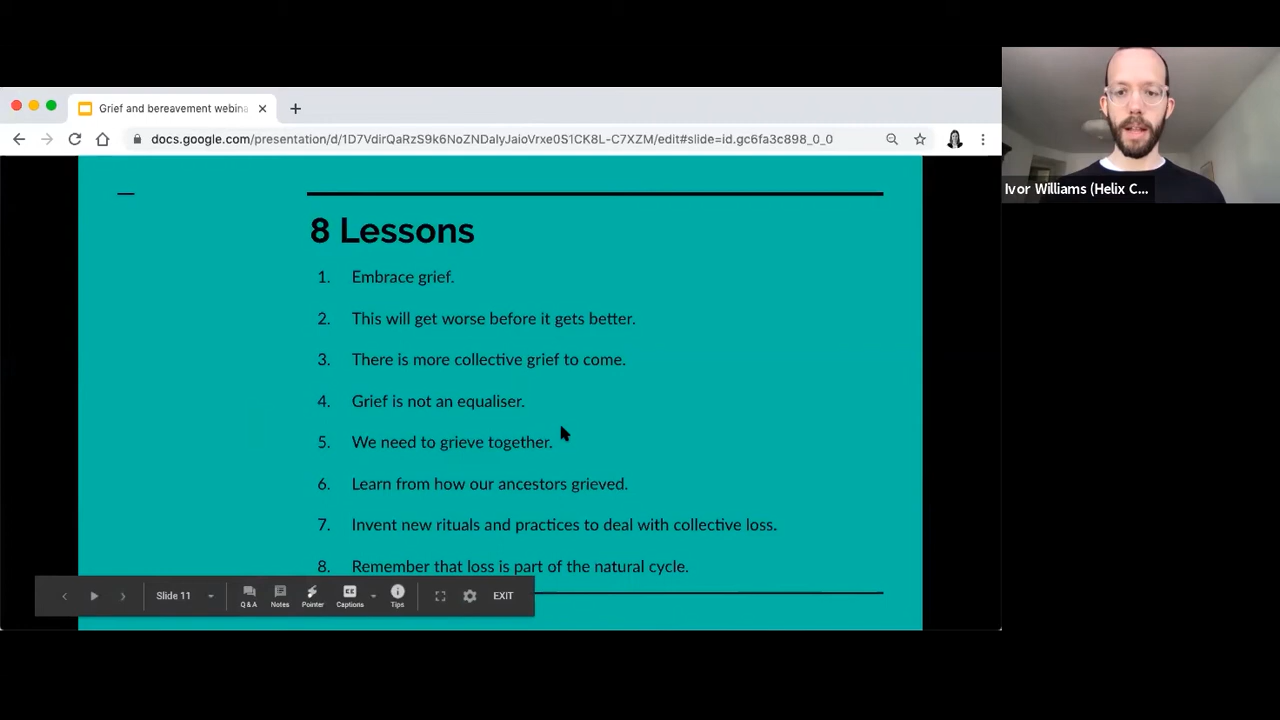 Grief and bereavement webina
docs.google.com/presentation/d/1D7VdirQaRzS9k6NoZNDalyJaioVrxe0S1CK8L-C7XZM/edit#slide=id.gc6fa3c898_0_0
Ivor Williams (Helix C...
8 Lessons
1. Embrace grief.
2. This will get worse before it gets better.
3. There is more collective grief to come.
4. Grief is not an equaliser.
5. We need to grieve together.
6. Learn from how our ancestors grieved.
7. Invent new rituals and practices to deal with collective loss.
8. Remember that loss is part of the natural cycle.
Slide 11
Q&A
Notes
Pointer
CC
Captions
Tips
EXIT